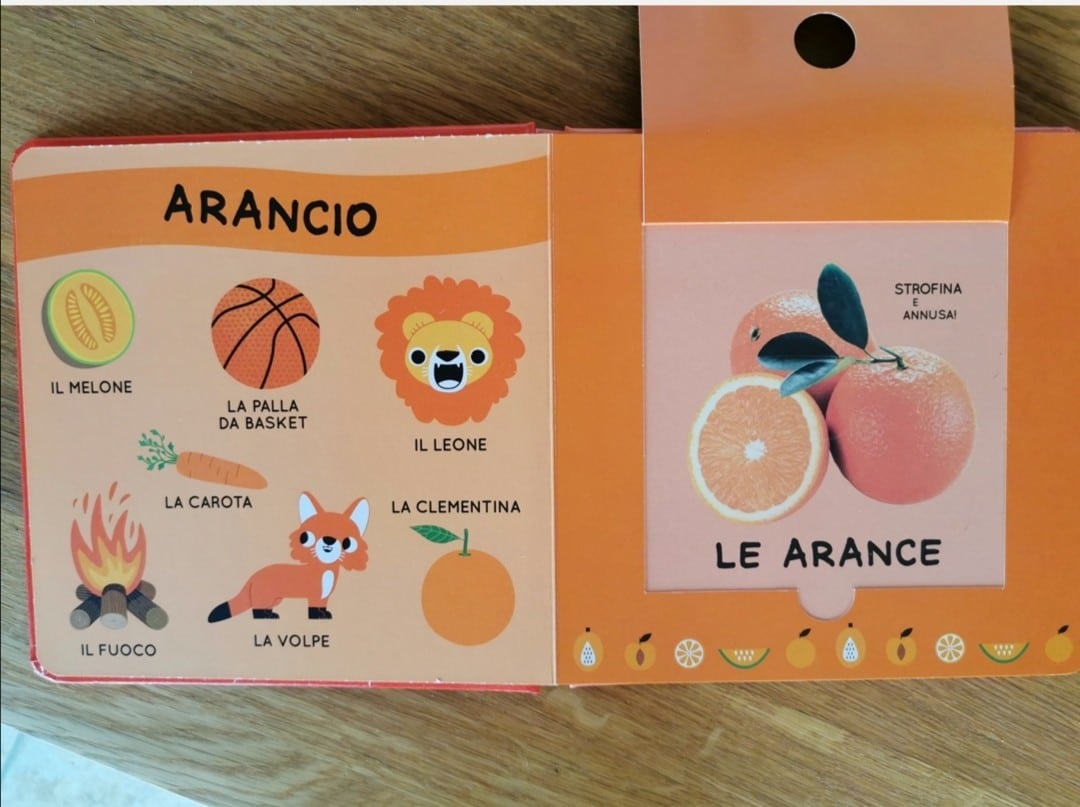 ARANCIO
IL MELONE
LA PALLA
DA BASKET
IL LEONE
LA CAROTA
LA CLEMENTINA
IL FUOCO
LA VOLPE
STROFINA
E
ANNUSA!
LE ARANCE